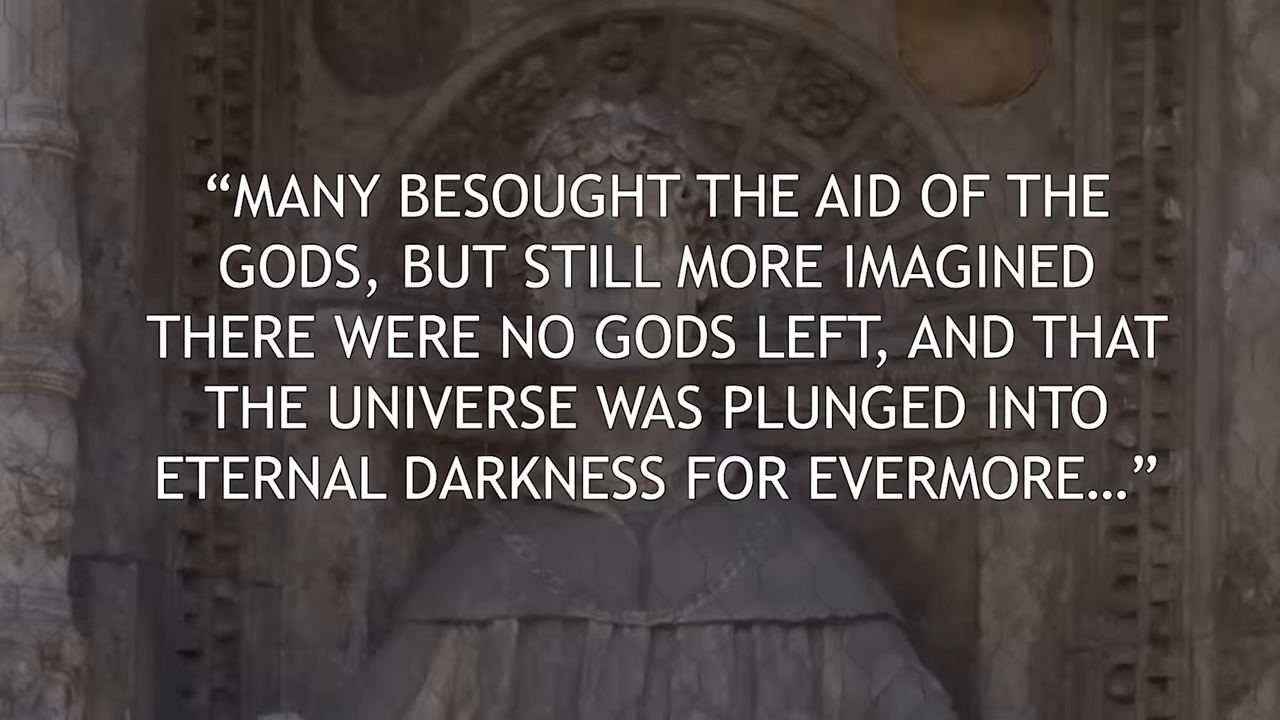 “MANY BESOUGHT THE AID OF THE
GODS, BUT STILL MORE IMAGINED
THERE WERE NO GODS LEFT, AND THAT
THE UNIVERSE WAS PLUNGED INTO
ETERNAL DARKNESS FOR EVERMORE...”